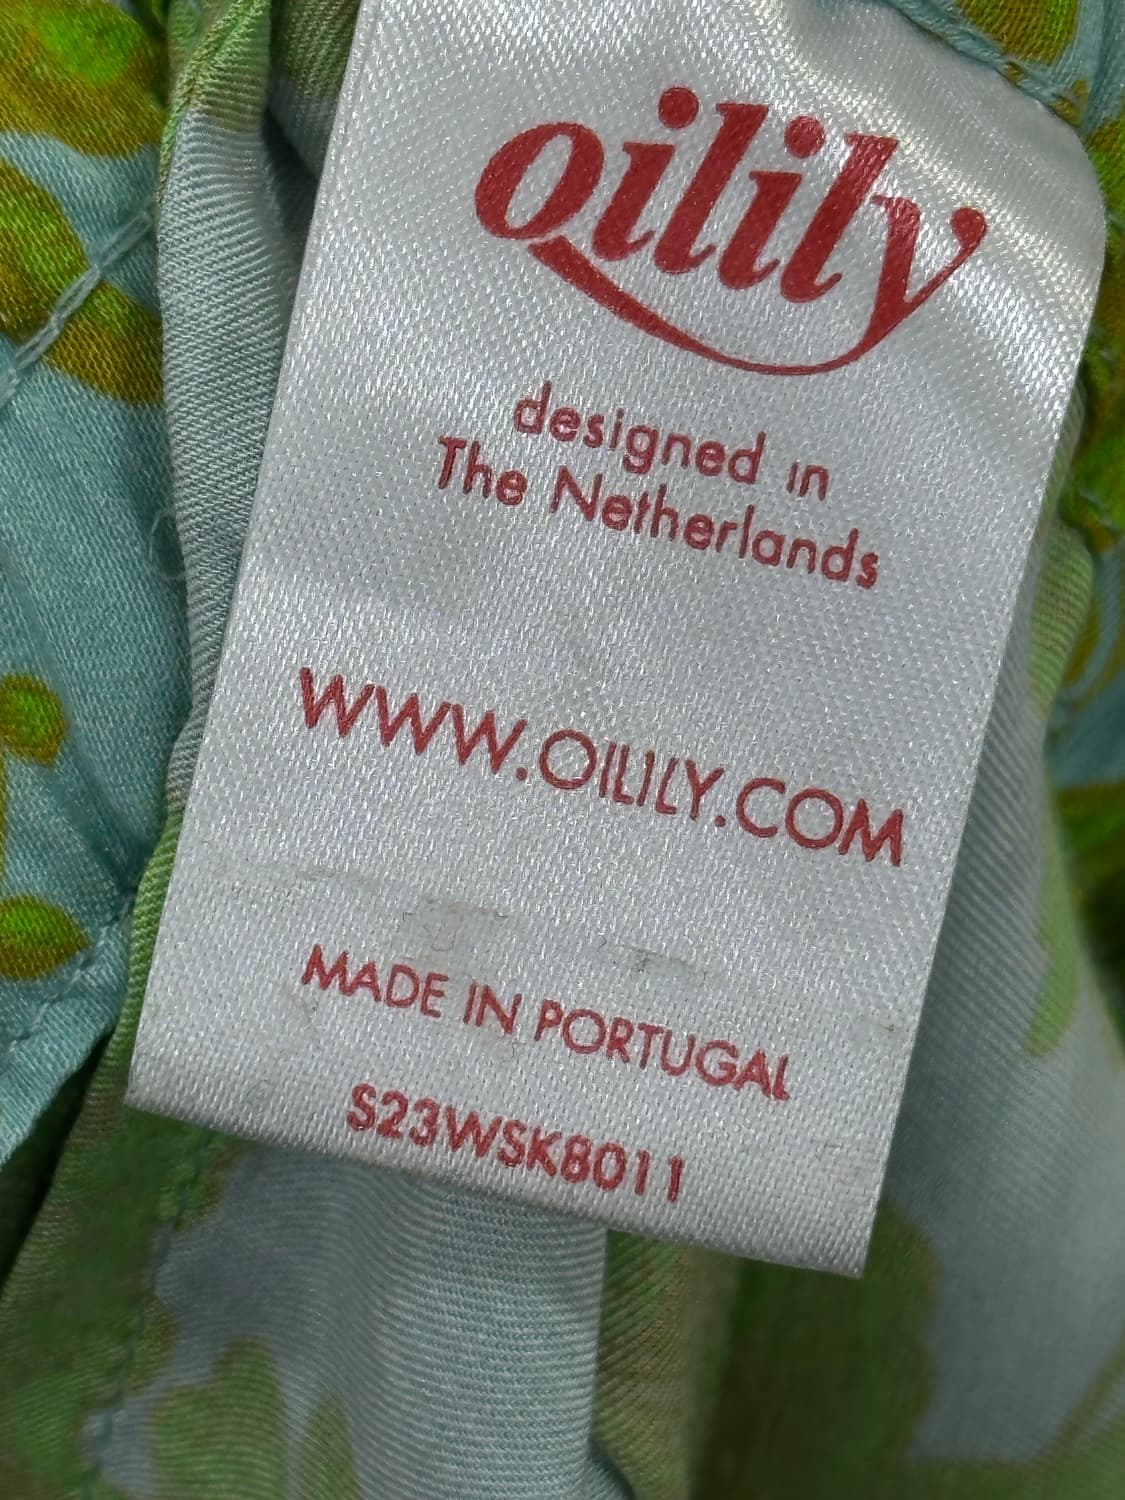 oilily
designed in
The Netherlands
WWW.OILILY.COM
MADE IN PORTUGAL
S23WSK8011